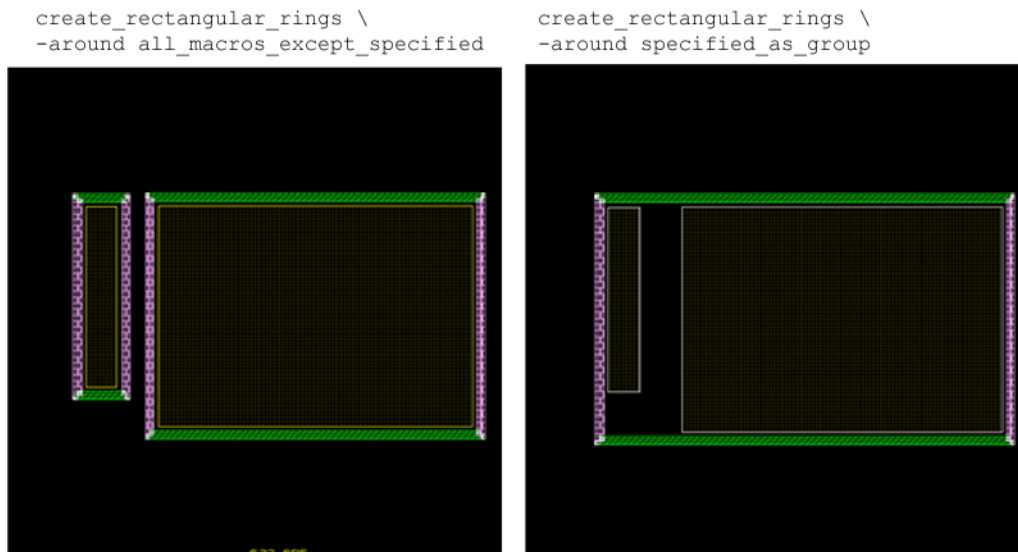 create_rectangular_rings \
-around all_macros_except_specified
create_rectangular_rings \
-around specified_as_group